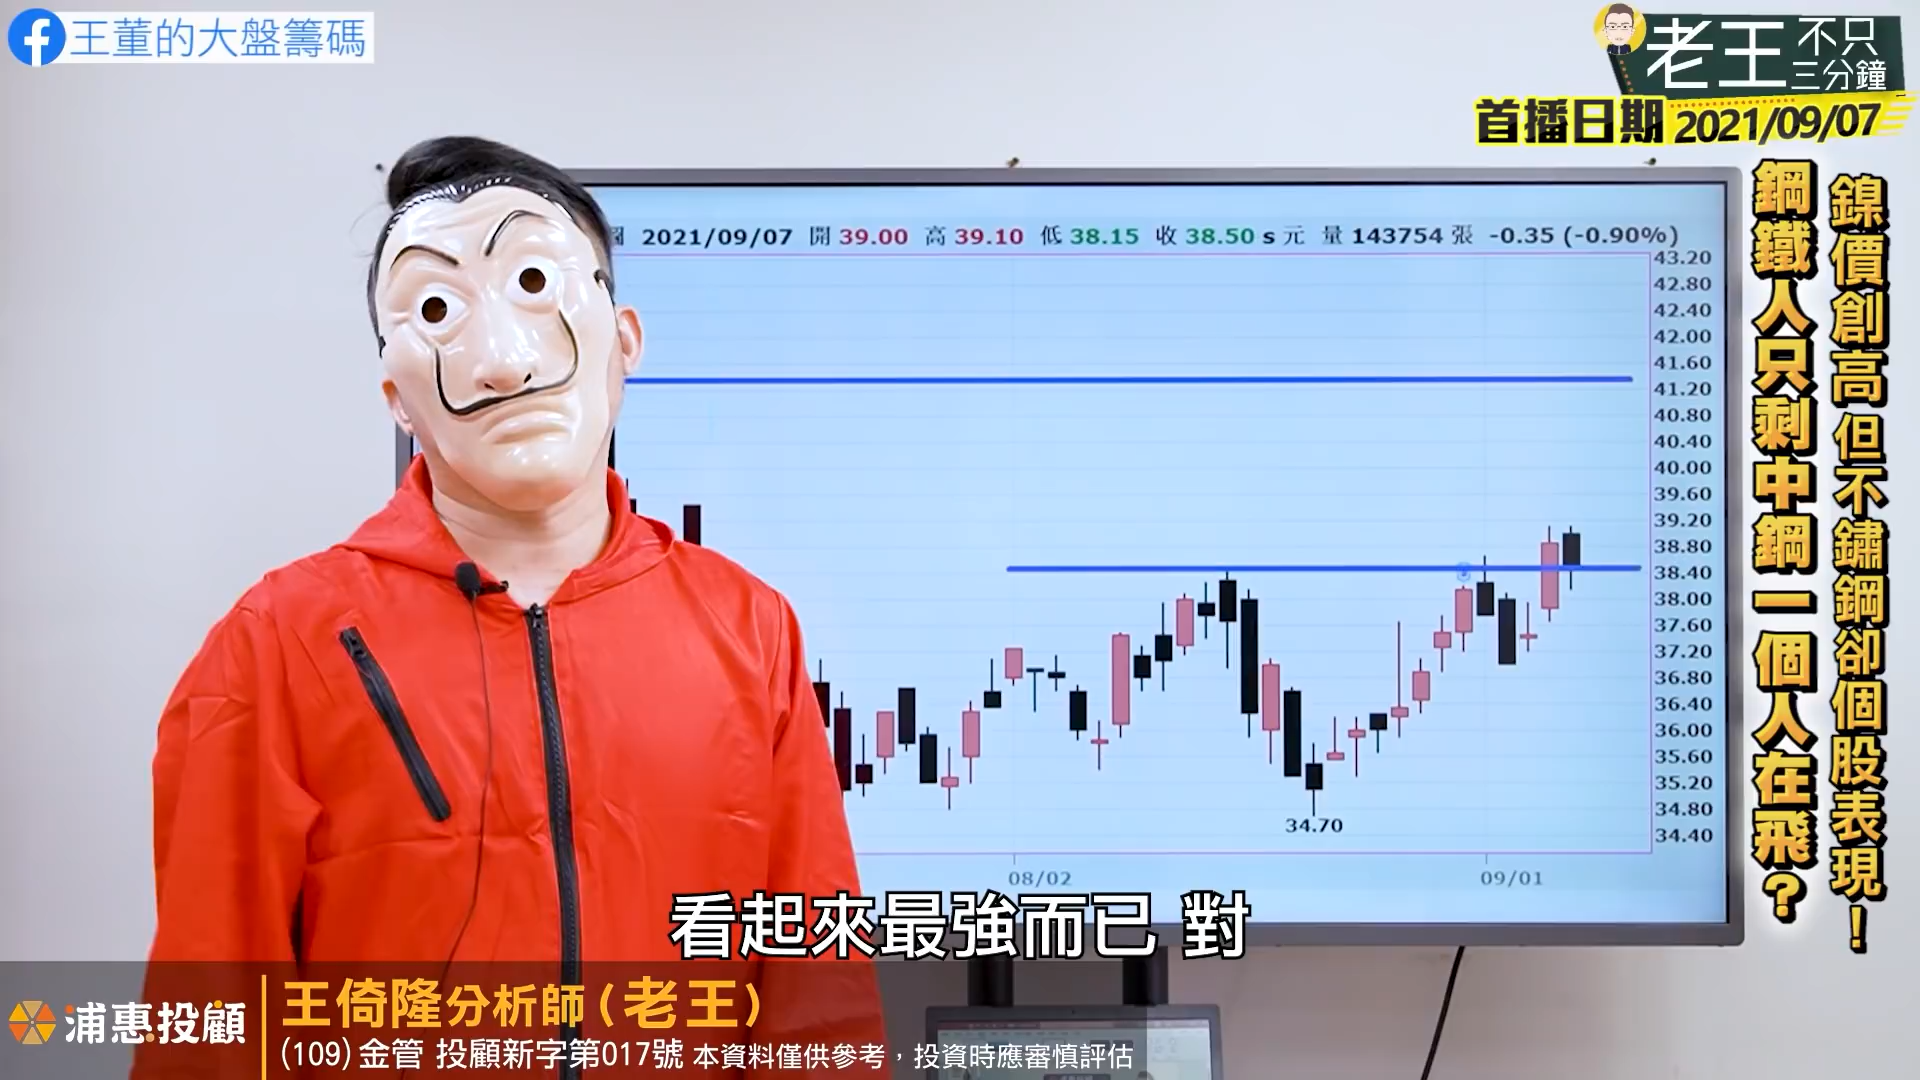 王董的大盤籌碼
老王不只三分鐘
首播日期 2021/09/07
鎳價創高但不鏽鋼卻個股表現!
鋼鐵人只剩中鋼一個人在飛?
2021/09/07 開 39.00 高 39.10 低 38.15 收 38.50 s 元 量 143754 張 -0.35 (-0.90%)
43.20
42.80
42.40
42.00
41.60
41.20
40.80
40.40
40.00
39.60
39.20
38.80
38.40
38.00
37.60
37.20
36.80
36.40
36.00
35.60
35.20
34.80
34.40
34.70
08/02 09/01
看起來最強而已 對
浦惠投顧
王倚隆分析師(老王)
(109)金管 投顧新字第017號 本資料僅供參考,投資時應審慎評估